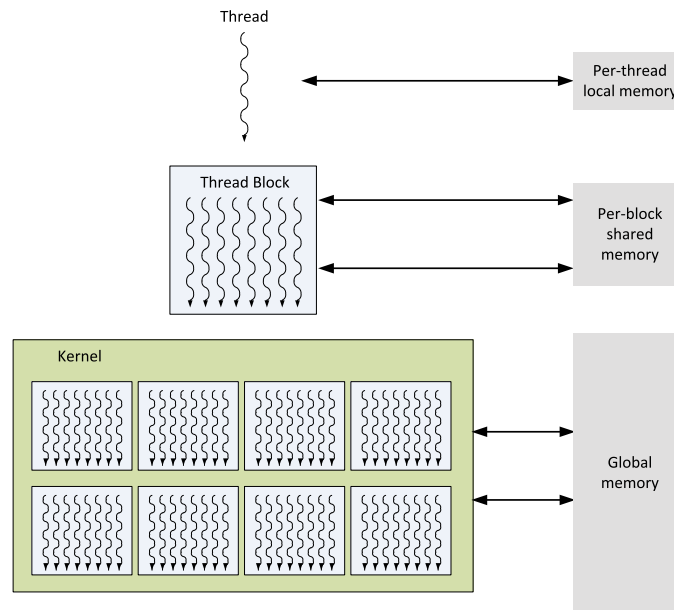 Thread
Per-thread
local memory
Thread Block
Per-block
shared
memory
Kernel
Global
memory